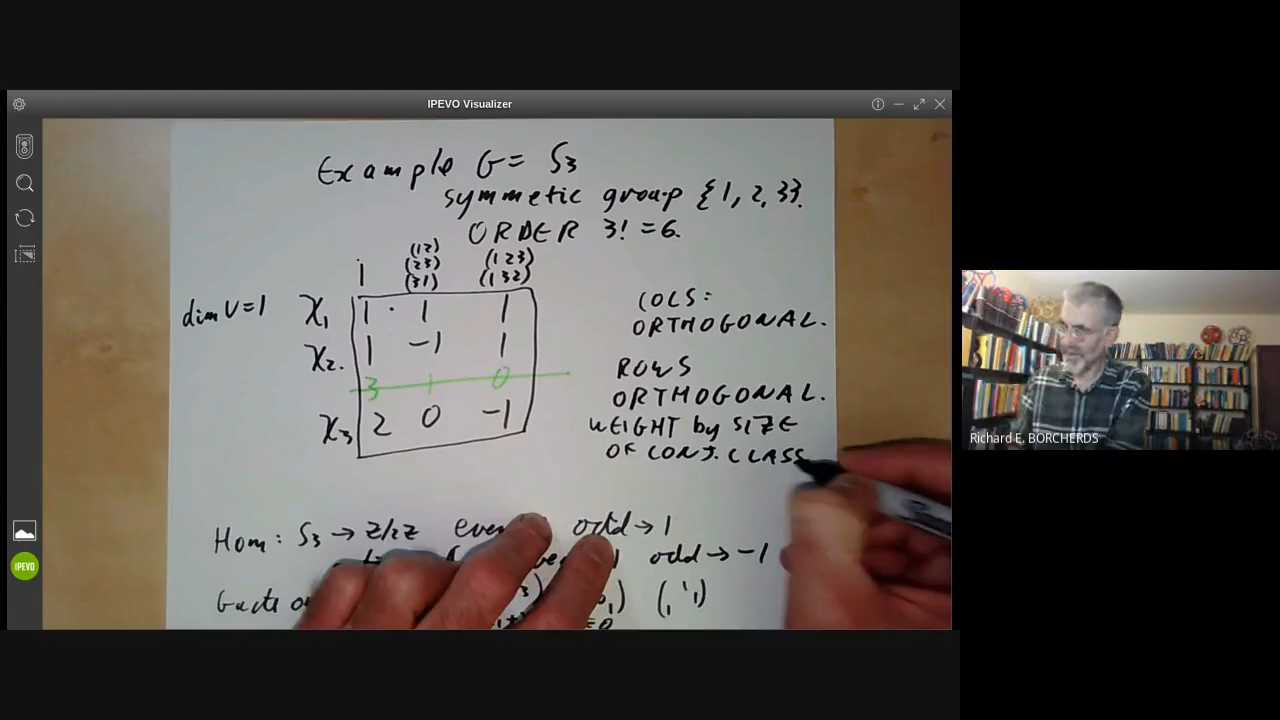 IPEVO Visualizer
Example G = S3
symmetic group {1, 2, 3}.
ORDER 3! = 6.
1 (12) (23) (31) (123) (132)
dim V=1 χ1 1 · 1 1
χ2. 1 -1 1
3 1 0
χ3 2 0 -1
COLS:
ORTHOGONAL.
ROWS
ORTHOGONAL.
WEIGHT by SIZE
OF CONJ. CLASS
Hom: S3 → Z/2Z odd → 1
odd → -1
G acts
Richard E. BORCHERDS
IPEVO